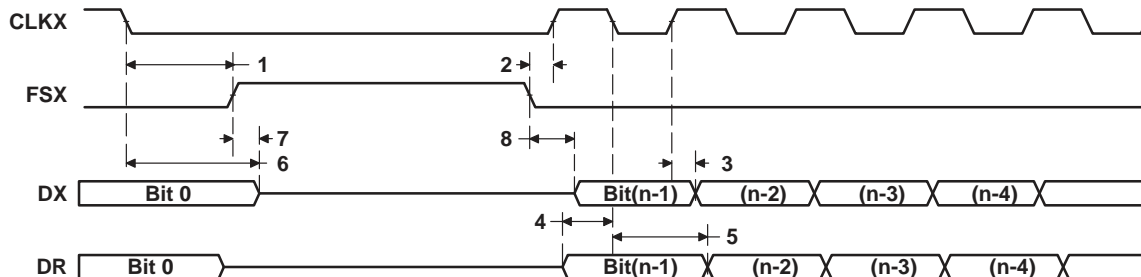 CLKX
1 2
FSX
7 8
6 3
DX Bit 0 Bit(n-1) (n-2) (n-3) (n-4)
4 5
DR Bit 0 Bit(n-1) (n-2) (n-3) (n-4)